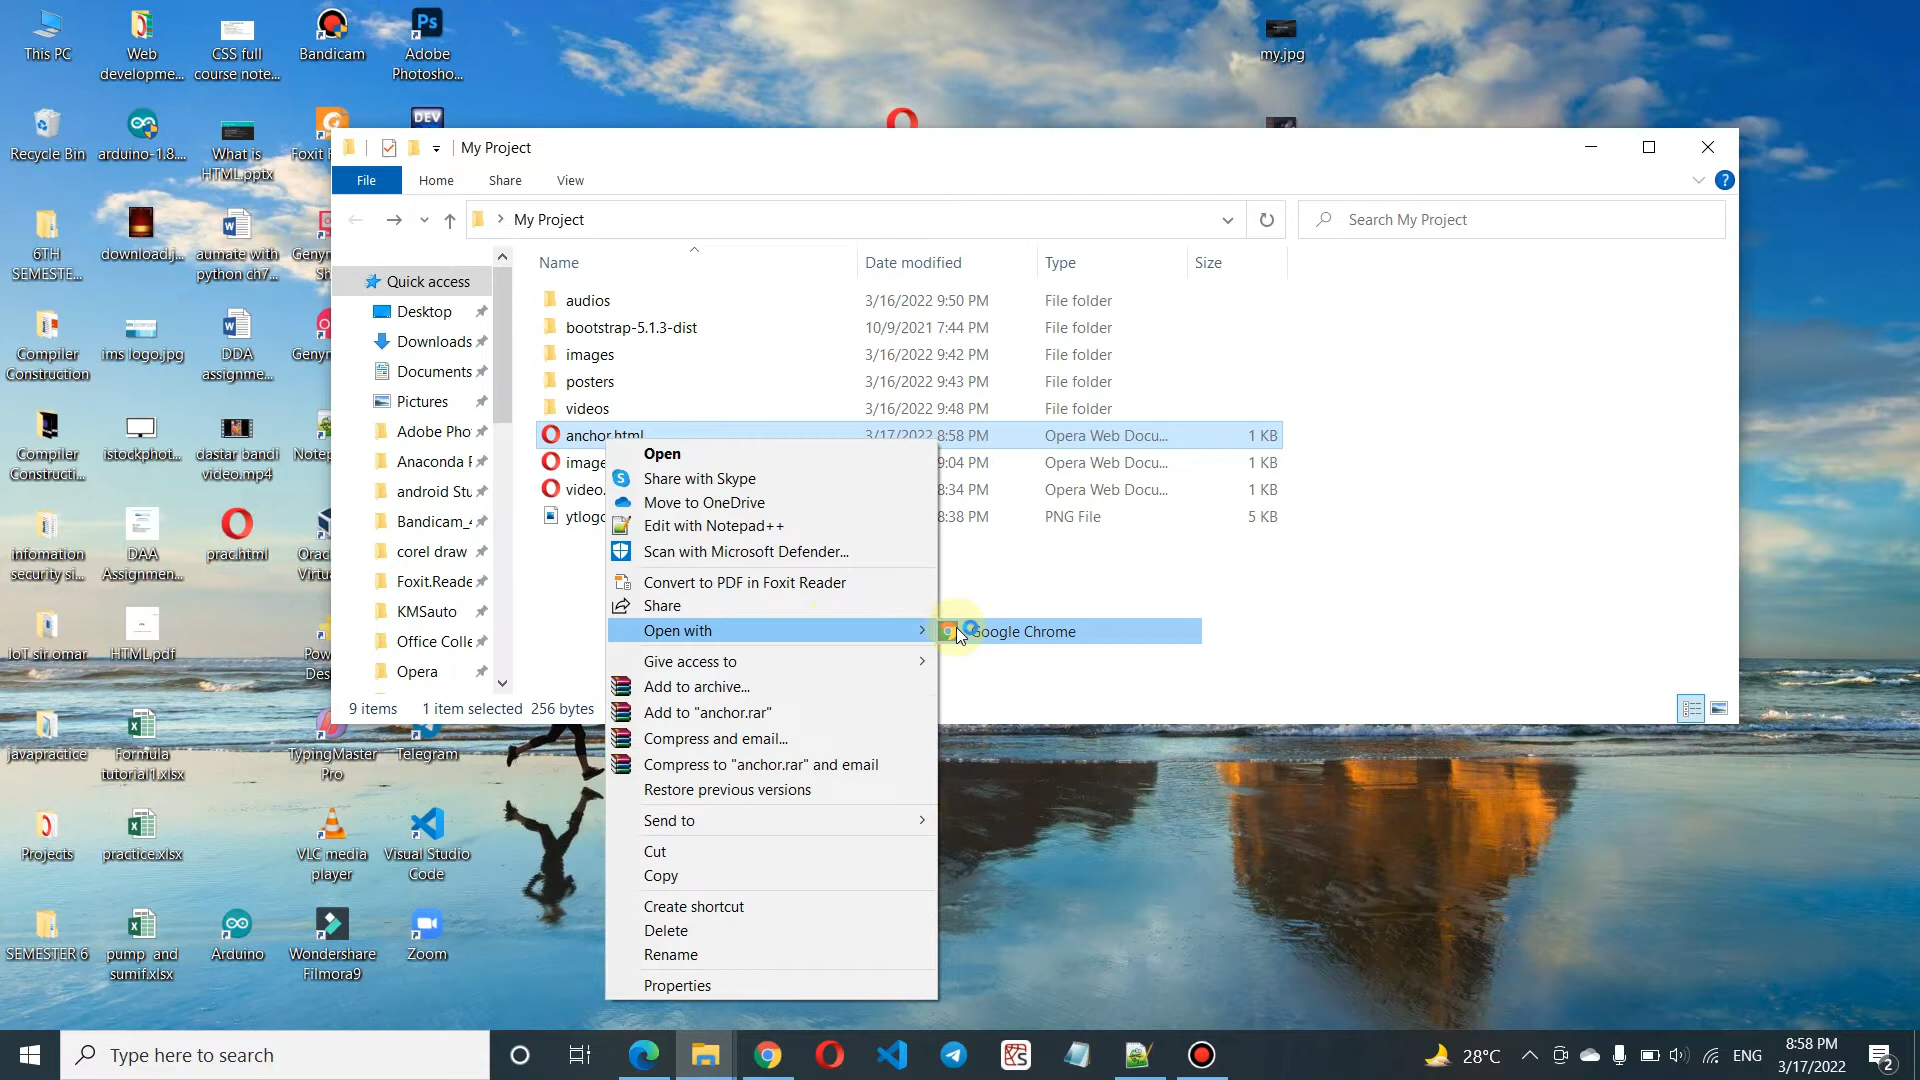 This PC
Web
developme...
CSS full
course note...
Bandicam
Adobe
Photosho...
my.jpg
Recycle Bin
arduino-1.8....
What is
HTML.pptx
DEV
6TH
SEMESTE...
download.j...
aumate with
python ch7...
Compiler
Construction
ims logo.jpg
DDA
assignme...
Compiler
Constructi...
istockphot...
dastar bandi
video.mp4
infomation
security si...
DAA
Assignmen...
prac.html
IoT sir omar
HTML.pdf
javapractice
Formula
tutorial1.xlsx
TypingMaster
Pro
Telegram
Projects
practice.xlsx
VLC media
player
Visual Studio
Code
SEMESTER 6
pump and
sumif.xlsx
Arduino
Wondershare
Filmora9
Zoom
My Project
File
Home
Share
View
My Project
Search My Project
Name
Date modified
Type
Size
Quick access
Desktop
Downloads
Documents
Pictures
Adobe Pho
Anaconda
android Stu
corel draw
Foxit.Reade
KMSauto
Office Colle
Opera
audios 3/16/2022 9:50 PM File folder
bootstrap-5.1.3-dist 10/9/2021 7:44 PM File folder
images 3/16/2022 9:42 PM File folder
posters 3/16/2022 9:43 PM File folder
videos 3/16/2022 9:48 PM File folder
anchor.html 3/17/2022 8:58 PM Opera Web Docu... 1 KB
image 9:04 PM Opera Web Docu... 1 KB
video. 8:34 PM Opera Web Docu... 1 KB
ytlogo 8:38 PM PNG File 5 KB
Open
Share with Skype
Move to OneDrive
Edit with Notepad++
Scan with Microsoft Defender...
Convert to PDF in Foxit Reader
Share
Open with
Google Chrome
Give access to
Add to archive...
Add to "anchor.rar"
Compress and email...
Compress to "anchor.rar" and email
Restore previous versions
Send to
Cut
Copy
Create shortcut
Delete
Rename
Properties
9 items 1 item selected 256 bytes
Type here to search
28°C
ENG
8:58 PM
3/17/2022
2